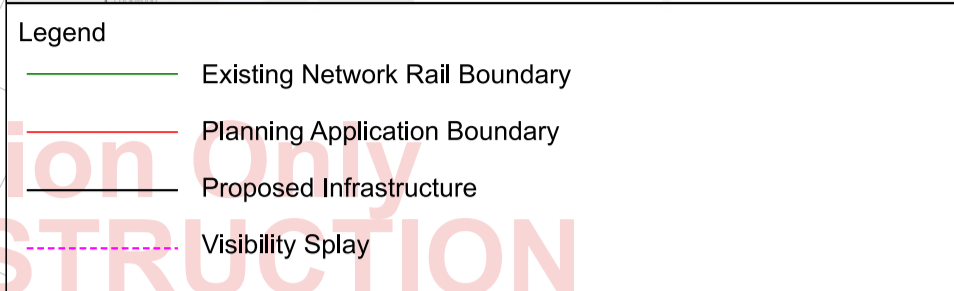 Legend
Existing Network Rail Boundary
Planning Application Boundary
ion Only
Proposed Infrastructure
STRUCTION
Visibility Splay